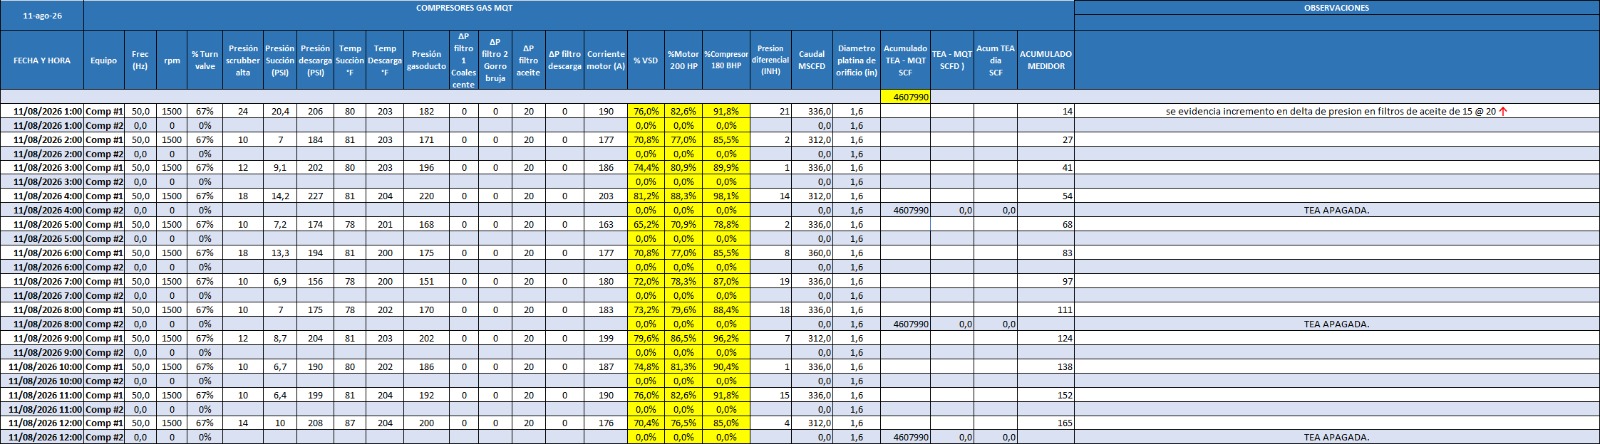 11-ago-26 COMPRESORES GAS MQT OBSERVACIONES
FECHA Y HORA Equipo Frec (Hz) rpm % Turn valve Presión scrubber alta Presión Succión (PSI) Presión descarga (PSI) Temp Succión °F Temp Descarga °F Presión gasoducto ΔP filtro 1 Coales cente ΔP filtro 2 Gorro bruja ΔP filtro aceite ΔP filtro descarga Corriente motor (A) % VSD %Motor 200 HP %Compresor 180 BHP Presion diferencial (INH) Caudal MSCFD Diametro platina de orificio (in) Acumulado TEA - MQT SCF TEA - MQT SCFD ) Acum TEA dia SCF ACUMULADO MEDIDOR
4607990
11/08/2026 1:00 Comp #1 50,0 1500 67% 24 20,4 206 80 203 182 0 0 20 0 190 76,0% 82,6% 91,8% 21 336,0 1,6 14 se evidencia incremento en delta de presion en filtros de aceite de 15 @ 20 ↑
11/08/2026 1:00 Comp #2 0,0 0 0% 0,0% 0,0% 0,0% 0,0 1,6
11/08/2026 2:00 Comp #1 50,0 1500 67% 10 7 184 81 203 171 0 0 20 0 177 70,8% 77,0% 85,5% 2 312,0 1,6 27
11/08/2026 2:00 Comp #2 0,0 0 0% 0,0% 0,0% 0,0% 0,0 1,6
11/08/2026 3:00 Comp #1 50,0 1500 67% 12 9,1 202 80 203 196 0 0 20 0 186 74,4% 80,9% 89,9% 1 336,0 1,6 41
11/08/2026 3:00 Comp #2 0,0 0 0% 0,0% 0,0% 0,0% 0,0 1,6
11/08/2026 4:00 Comp #1 50,0 1500 67% 18 14,2 227 81 204 220 0 0 20 0 203 81,2% 88,3% 98,1% 14 312,0 1,6 54
11/08/2026 4:00 Comp #2 0,0 0 0% 0,0% 0,0% 0,0% 0,0 1,6 4607990 0,0 0,0 TEA APAGADA.
11/08/2026 5:00 Comp #1 50,0 1500 67% 10 7,2 174 78 201 168 0 0 20 0 163 65,2% 70,9% 78,8% 2 336,0 1,6 68
11/08/2026 5:00 Comp #2 0,0 0 0% 0,0% 0,0% 0,0% 0,0 1,6
11/08/2026 6:00 Comp #1 50,0 1500 67% 18 13,3 194 81 200 175 0 0 20 0 177 70,8% 77,0% 85,5% 8 360,0 1,6 83
11/08/2026 6:00 Comp #2 0,0 0 0% 0,0% 0,0% 0,0% 0,0 1,6
11/08/2026 7:00 Comp #1 50,0 1500 67% 10 6,9 156 78 200 151 0 0 20 0 180 72,0% 78,3% 87,0% 19 336,0 1,6 97
11/08/2026 7:00 Comp #2 0,0 0 0% 0,0% 0,0% 0,0% 0,0 1,6
11/08/2026 8:00 Comp #1 50,0 1500 67% 10 7 175 78 202 170 0 0 20 0 183 73,2% 79,6% 88,4% 18 336,0 1,6 111
11/08/2026 8:00 Comp #2 0,0 0 0% 0,0% 0,0% 0,0% 0,0 1,6 4607990 0,0 0,0 TEA APAGADA.
11/08/2026 9:00 Comp #1 50,0 1500 67% 12 8,7 204 81 203 202 0 0 20 0 199 79,6% 86,5% 96,2% 7 312,0 1,6 124
11/08/2026 9:00 Comp #2 0,0 0 0% 0,0% 0,0% 0,0% 0,0 1,6
11/08/2026 10:00 Comp #1 50,0 1500 67% 10 6,7 190 80 202 186 0 0 20 0 187 74,8% 81,3% 90,4% 1 336,0 1,6 138
11/08/2026 10:00 Comp #2 0,0 0 0% 0,0% 0,0% 0,0% 0,0 1,6
11/08/2026 11:00 Comp #1 50,0 1500 67% 10 6,4 199 81 204 192 0 0 20 0 190 76,0% 82,6% 91,8% 15 336,0 1,6 152
11/08/2026 11:00 Comp #2 0,0 0 0% 0,0% 0,0% 0,0% 0,0 1,6
11/08/2026 12:00 Comp #1 50,0 1500 67% 14 10 208 87 204 200 0 0 20 0 176 70,4% 76,5% 85,0% 4 312,0 1,6 165
11/08/2026 12:00 Comp #2 0,0 0 0% 0,0% 0,0% 0,0% 0,0 1,6 4607990 0,0 0,0 TEA APAGADA.